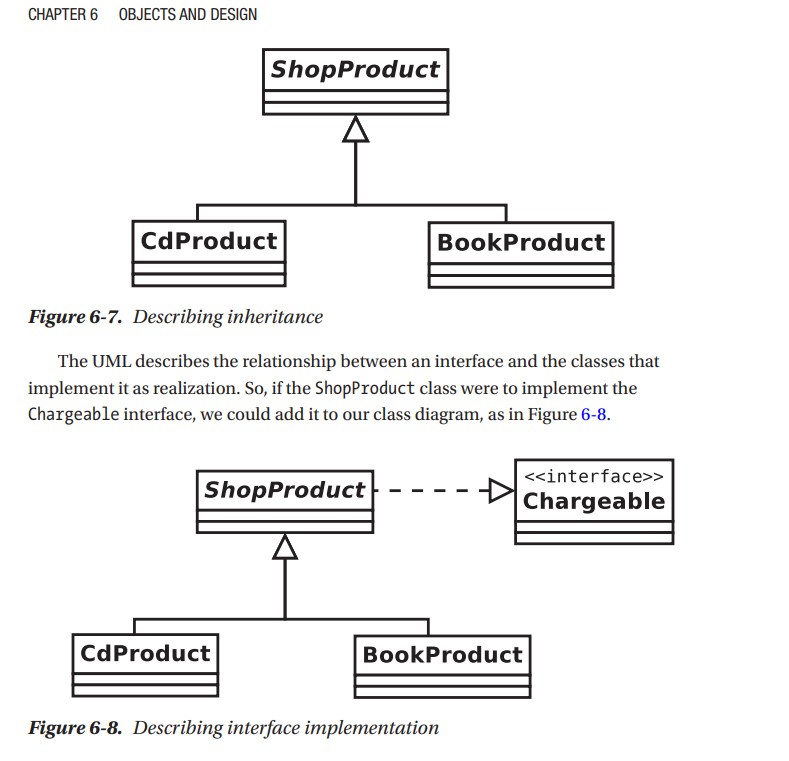 CHAPTER 6 OBJECTS AND DESIGN
ShopProduct
CdProduct
BookProduct
Figure 6-7. Describing inheritance
The UML describes the relationship between an interface and the classes that
implement it as realization. So, if the ShopProduct class were to implement the
Chargeable interface, we could add it to our class diagram, as in Figure 6-8.
ShopProduct
<<interface>>
Chargeable
CdProduct
BookProduct
Figure 6-8. Describing interface implementation